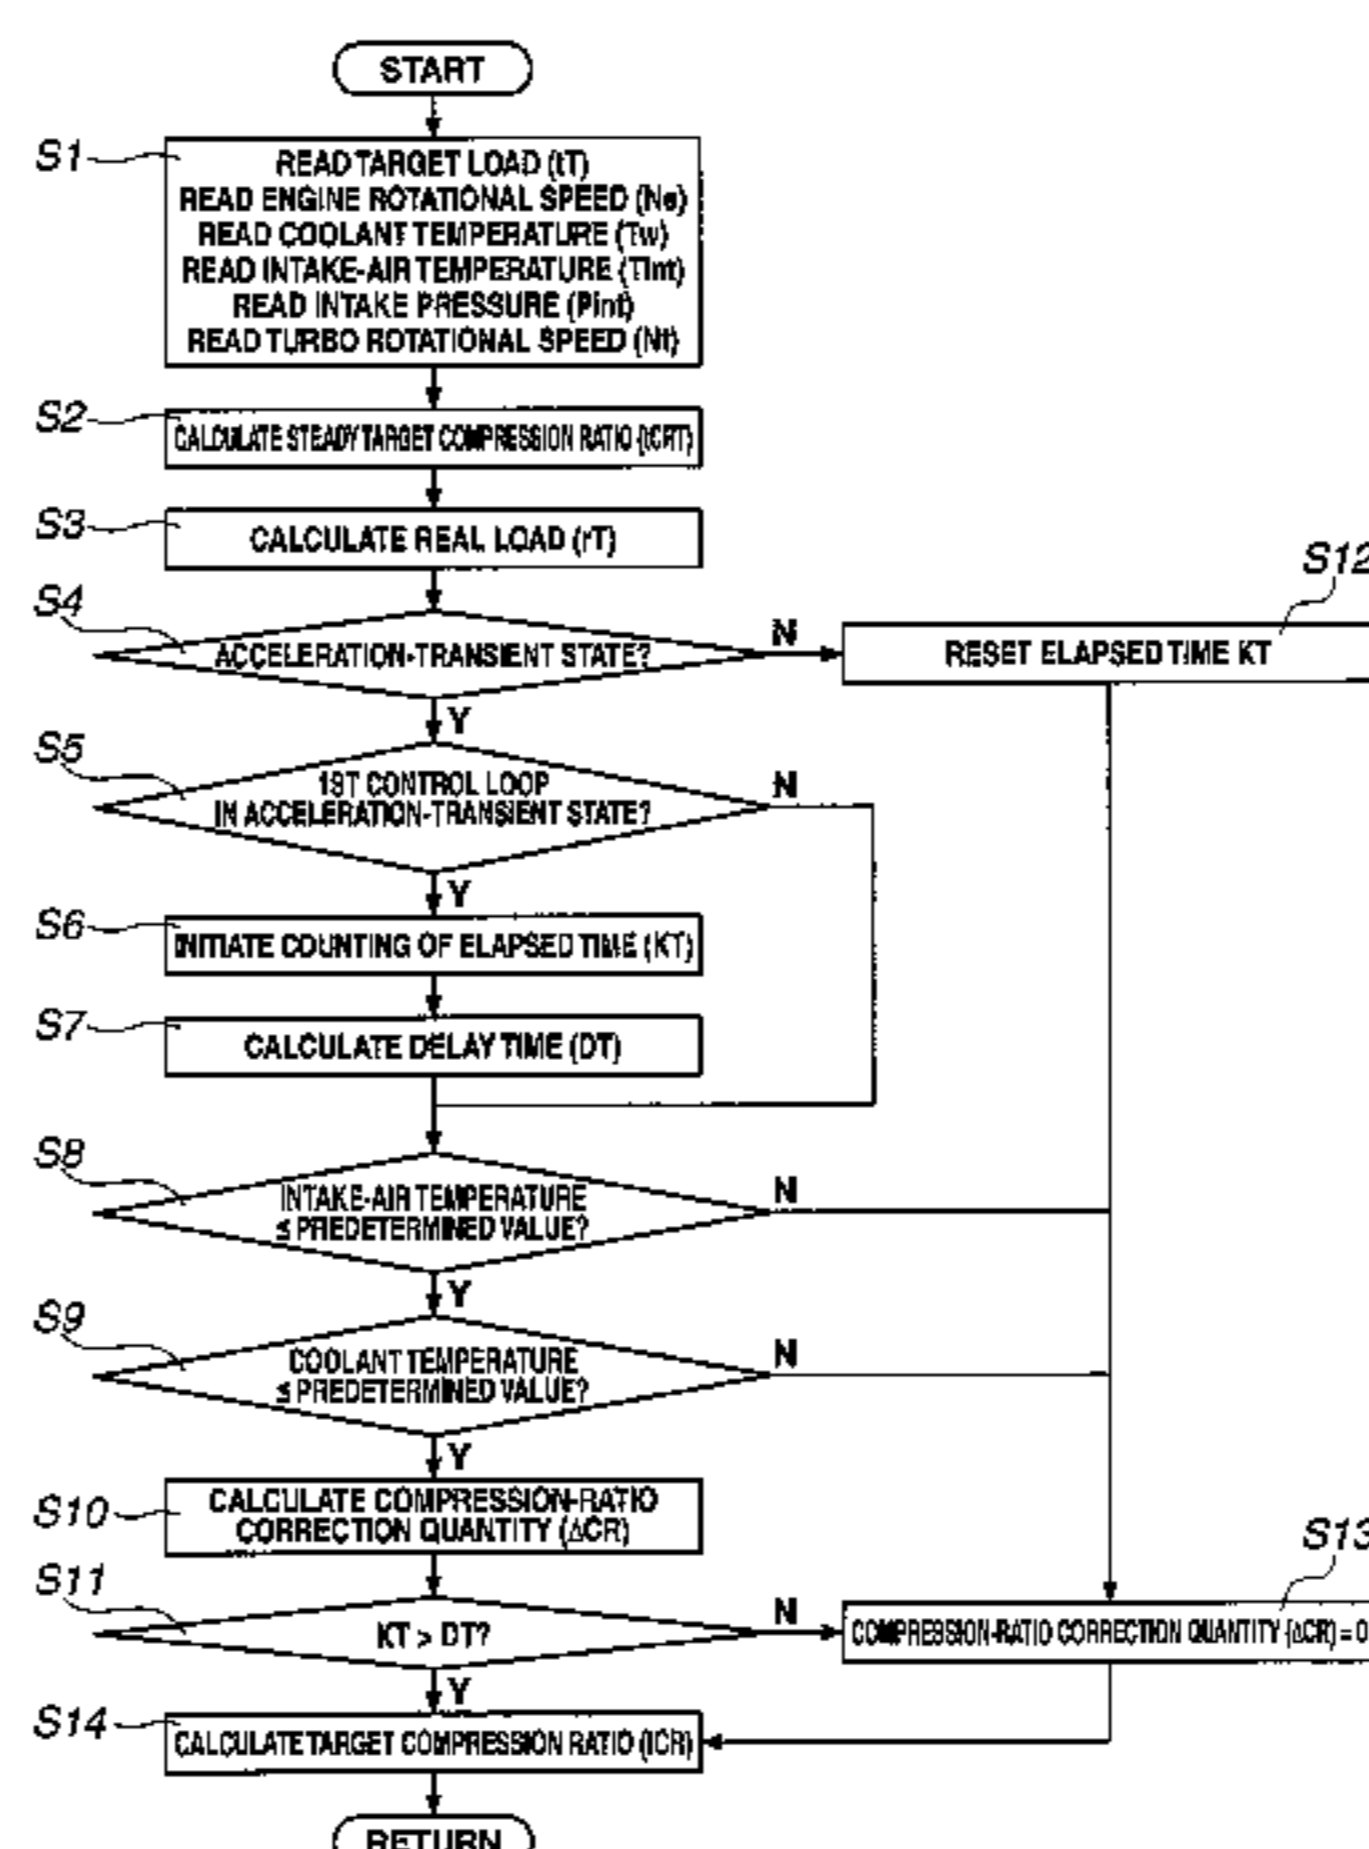 START
S1
READ TARGET LOAD (tT)
READ ENGINE ROTATIONAL SPEED (Ne)
READ COOLANT TEMPERATURE (Tw)
READ INTAKE-AIR TEMPERATURE (Tint)
READ INTAKE PRESSURE (Pint)
READ TURBO ROTATIONAL SPEED (Nt)
S2
CALCULATE STEADY TARGET COMPRESSION RATIO (tCRT)
S3
CALCULATE REAL LOAD (rT)
S4
ACCELERATION-TRANSIENT STATE?
N
S12
RESET ELAPSED TIME KT
Y
S5
1ST CONTROL LOOP
IN ACCELERATION-TRANSIENT STATE?
N
Y
S6
INITIATE COUNTING OF ELAPSED TIME (KT)
S7
CALCULATE DELAY TIME (DT)
S8
INTAKE-AIR TEMPERATURE
≤ PREDETERMINED VALUE?
N
Y
S9
COOLANT TEMPERATURE
≤ PREDETERMINED VALUE?
N
Y
S10
CALCULATE COMPRESSION-RATIO
CORRECTION QUANTITY (ΔCR)
S11
KT > DT?
N
S13
COMPRESSION-RATIO CORRECTION QUANTITY (ΔCR) = 0
Y
S14
CALCULATE TARGET COMPRESSION RATIO (tCR)
RETURN